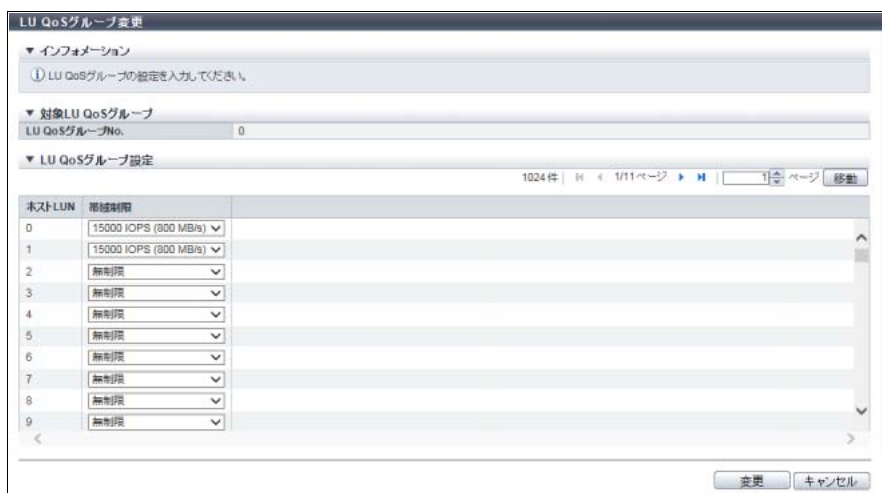 LU QoSグループ変更
▼ インフォメーション
LU QoSグループの設定を入力してください。
▼ 対象LU QoSグループ
LU QoSグループNo. 0
▼ LU QoSグループ設定
1024件 1/11ページ 1 ページ 移動
ホストLUN 帯域制限
0 15000 IOPS (800 MB/s)
1 15000 IOPS (800 MB/s)
2 無制限
3 無制限
4 無制限
5 無制限
6 無制限
7 無制限
8 無制限
9 無制限
変更 キャンセル